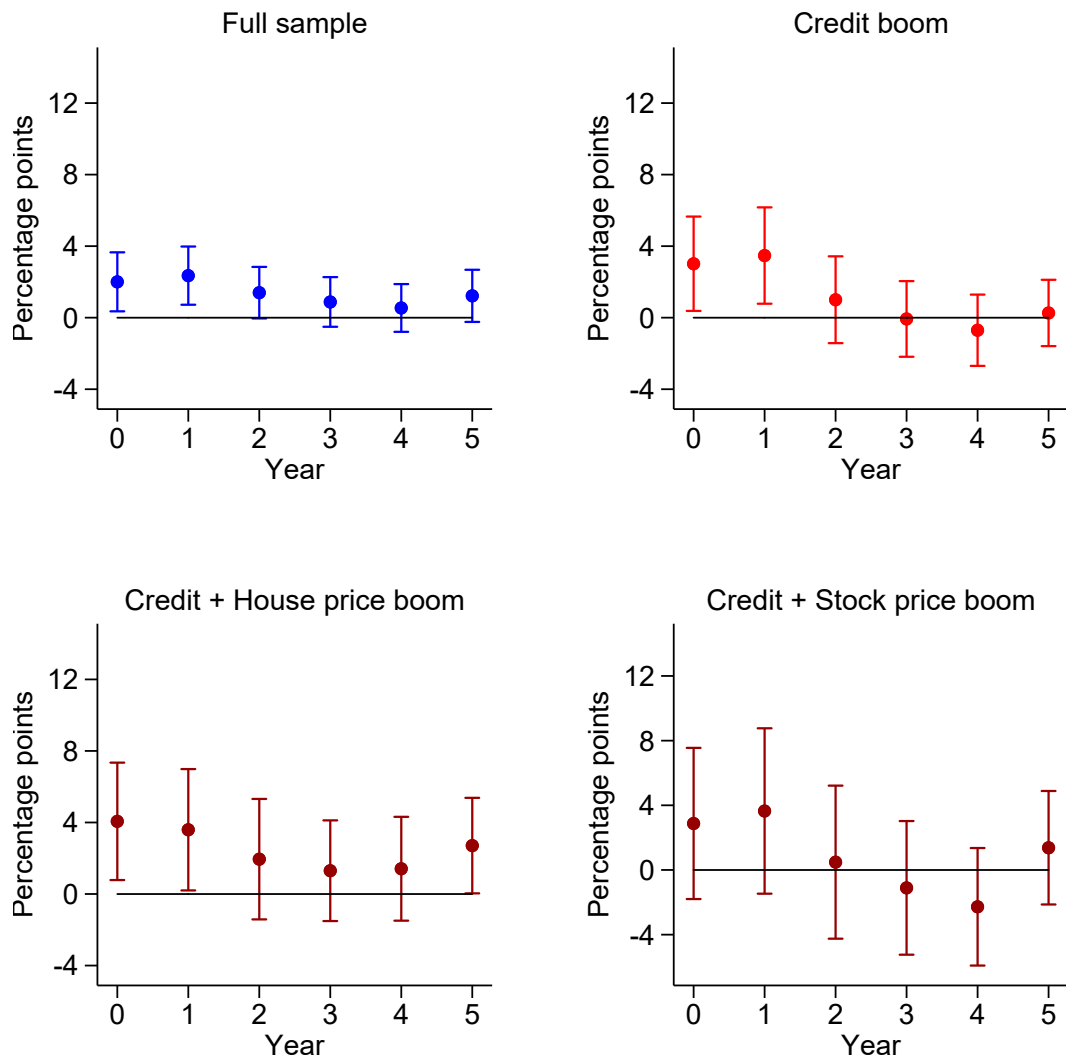 Full sample
Percentage points
12
8
4
0
-4
0 1 2 3 4 5
Year
Credit boom
Percentage points
12
8
4
0
-4
0 1 2 3 4 5
Year
Credit + House price boom
Percentage points
12
8
4
0
-4
0 1 2 3 4 5
Year
Credit + Stock price boom
Percentage points
12
8
4
0
-4
0 1 2 3 4 5
Year